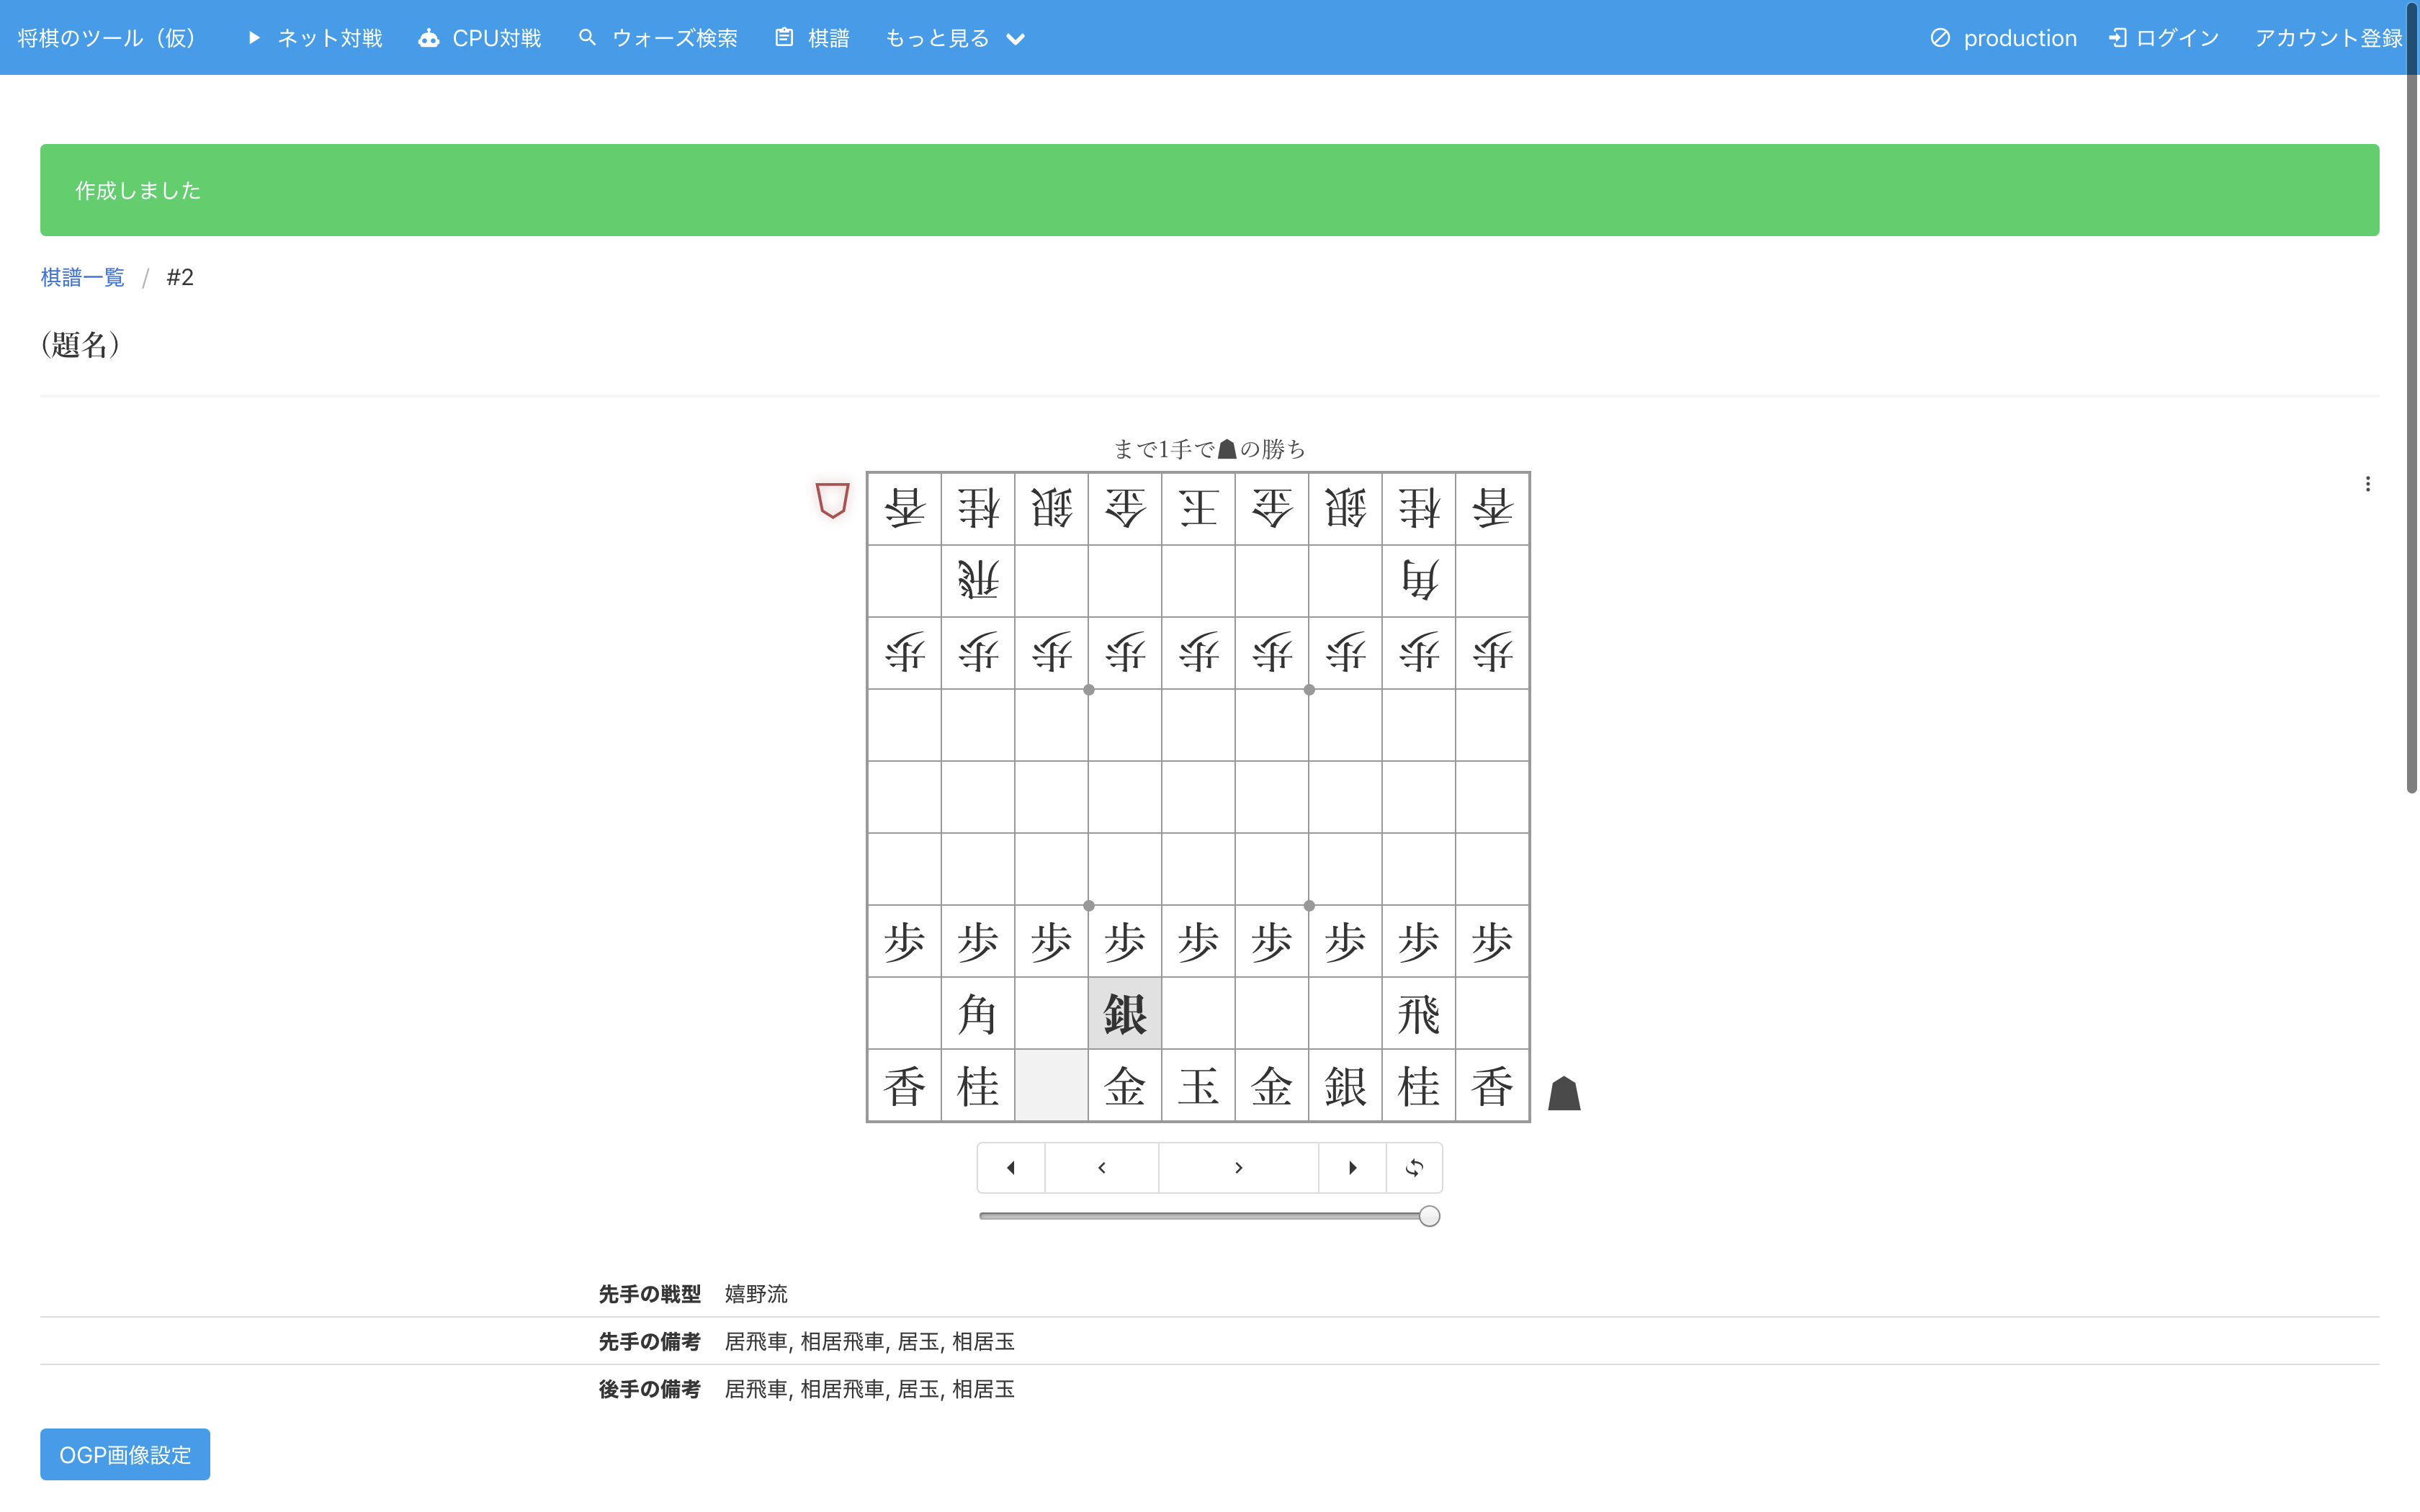 将棋のツール（仮） ネット対戦 CPU対戦 ウォーズ検索 棋譜 もっと見る production ログイン アカウント登録
作成しました
棋譜一覧 / #2
(題名)
まで1手で☗の勝ち
香 桂 銀 金 王 金 銀 桂 香
飛 角
歩 歩 歩 歩 歩 歩 歩 歩 歩
歩 歩 歩 歩 歩 歩 歩 歩 歩
角 銀 飛
香 桂 金 玉 金 銀 桂 香
先手の戦型 嬉野流
先手の備考 居飛車, 相居飛車, 居玉, 相居玉
後手の備考 居飛車, 相居飛車, 居玉, 相居玉
OGP画像設定